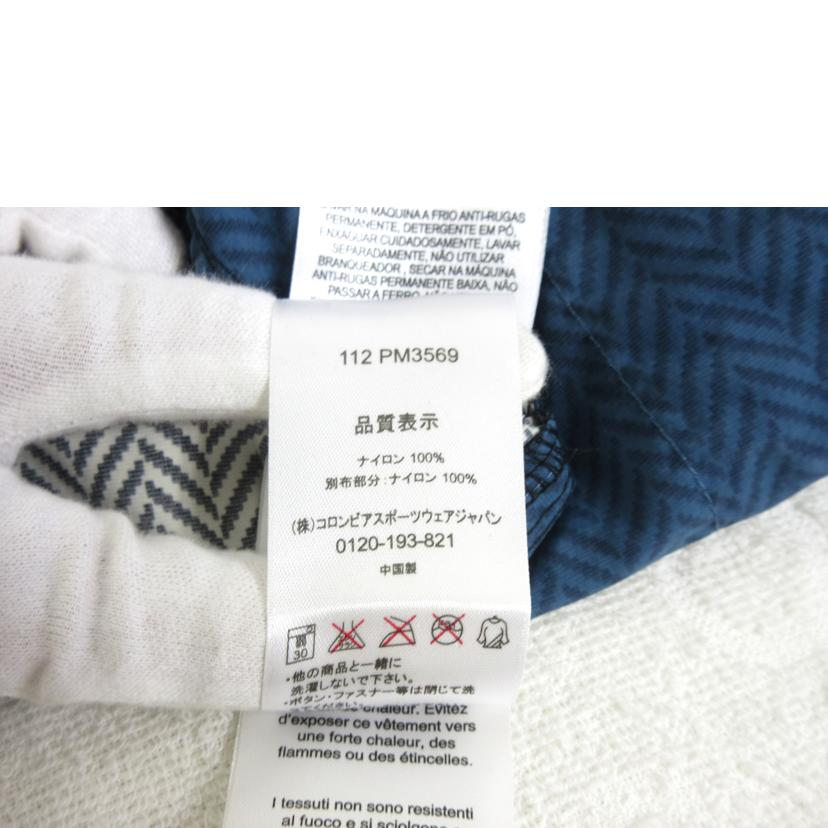 LAVAR NA MÁQUINA A FRIO ANTI-RUGAS
PERMANENTE, DETERGENTE EM PÓ,
ENXAGUAR CUIDADOSAMENTE, LAVAR
SEPARADAMENTE, NÃO UTILIZAR
BRANQUEADOR , SECAR NA MÁQUINA
ANTI-RUGAS PERMANENTE BAIXA, NÃO
PASSAR A FERRO,
112 PM3569
品質表示
ナイロン 100%
別布部分:ナイロン 100%
(株)コロンビアスポーツウェアジャパン
0120-193-821
中国製
30
・他の商品と一緒に
洗濯しないで下さい。
・ボタン・ファスナー等は閉じて洗
chaleur. Évitez
d'exposer ce vêtement vers
une forte chaleur, des
flammes ou des étincelles.
I tessuti non sono resistenti
al fuoco e si sciolgono